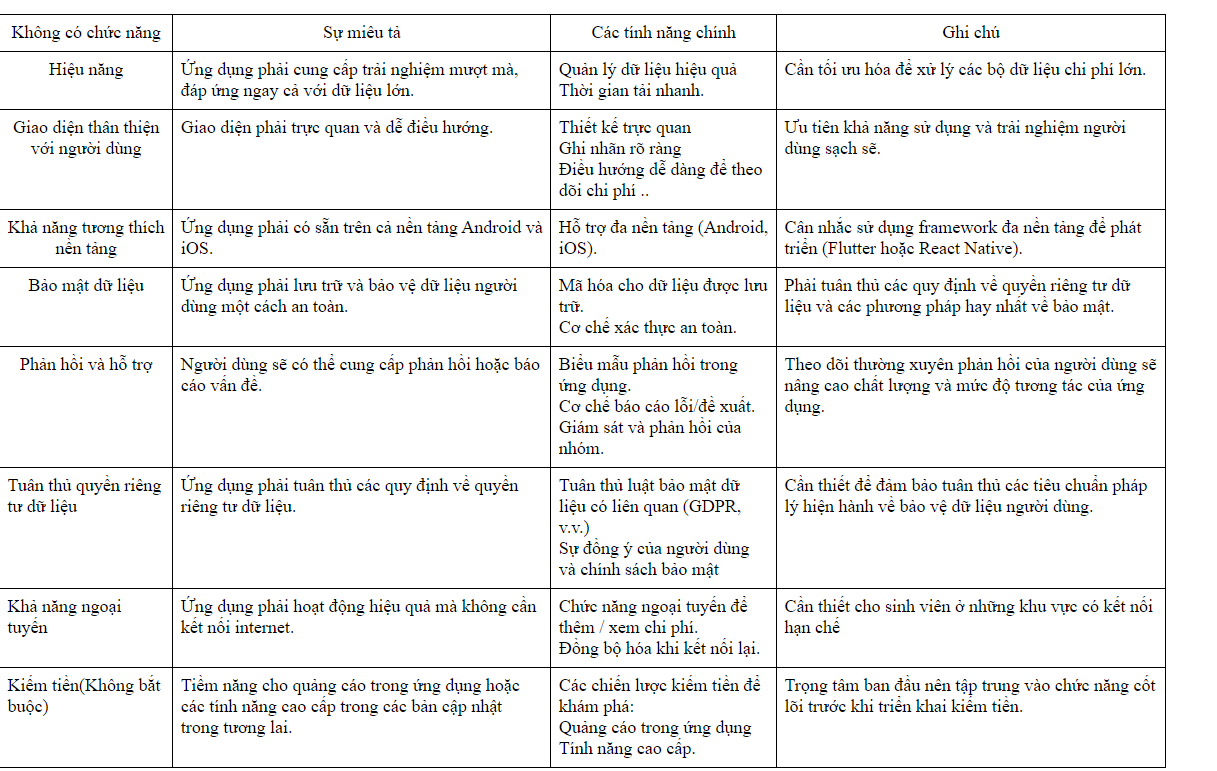 Không có chức năng
Sự miêu tả
Các tính năng chính
Ghi chú
Hiệu năng
Ứng dụng phải cung cấp trải nghiệm mượt mà,
đáp ứng ngay cả với dữ liệu lớn.
Quản lý dữ liệu hiệu quả
Thời gian tải nhanh.
Cần tối ưu hóa để xử lý các bộ dữ liệu chi phí lớn.
Giao diện thân thiện
với người dùng
Giao diện phải trực quan và dễ điều hướng.
Thiết kế trực quan
Ghi nhãn rõ ràng
Điều hướng dễ dàng để theo
dõi chi phí ..
Ưu tiên khả năng sử dụng và trải nghiệm người
dùng sạch sẽ.
Khả năng tương thích
nền tảng
Ứng dụng phải có sẵn trên cả nền tảng Android và
iOS.
Hỗ trợ đa nền tảng (Android,
iOS).
Cân nhắc sử dụng framework đa nền tảng để phát
triển (Flutter hoặc React Native).
Bảo mật dữ liệu
Ứng dụng phải lưu trữ và bảo vệ dữ liệu người
dùng một cách an toàn.
Mã hóa cho dữ liệu được lưu
trữ.
Cơ chế xác thực an toàn.
Phải tuân thủ các quy định về quyền riêng tư dữ
liệu và các phương pháp hay nhất về bảo mật.
Phản hồi và hỗ trợ
Người dùng sẽ có thể cung cấp phản hồi hoặc báo
cáo vấn đề.
Biểu mẫu phản hồi trong
ứng dụng.
Cơ chế báo cáo lỗi/đề xuất.
Giám sát và phản hồi của
nhóm.
Theo dõi thường xuyên phản hồi của người dùng sẽ
nâng cao chất lượng và mức độ tương tác của ứng
dụng.
Tuân thủ quyền riêng
tư dữ liệu
Ứng dụng phải tuân thủ các quy định về quyền
riêng tư dữ liệu.
Tuân thủ luật bảo mật dữ
liệu có liên quan (GDPR,
v.v.)
Sự đồng ý của người dùng
và chính sách bảo mật
Cần thiết để đảm bảo tuân thủ các tiêu chuẩn pháp
lý hiện hành về bảo vệ dữ liệu người dùng.
Khả năng ngoại
tuyến
Ứng dụng phải hoạt động hiệu quả mà không cần
kết nối internet.
Chức năng ngoại tuyến để
thêm / xem chi phí.
Đồng bộ hóa khi kết nối lại.
Cần thiết cho sinh viên ở những khu vực có kết nối
hạn chế
Kiếm tiền(Không bắt
buộc)
Tiềm năng cho quảng cáo trong ứng dụng hoặc
các tính năng cao cấp trong các bản cập nhật
trong tương lai.
Các chiến lược kiếm tiền để
khám phá:
Quảng cáo trong ứng dụng
Tính năng cao cấp.
Trọng tâm ban đầu nên tập trung vào chức năng cốt
lõi trước khi triển khai kiếm tiền.